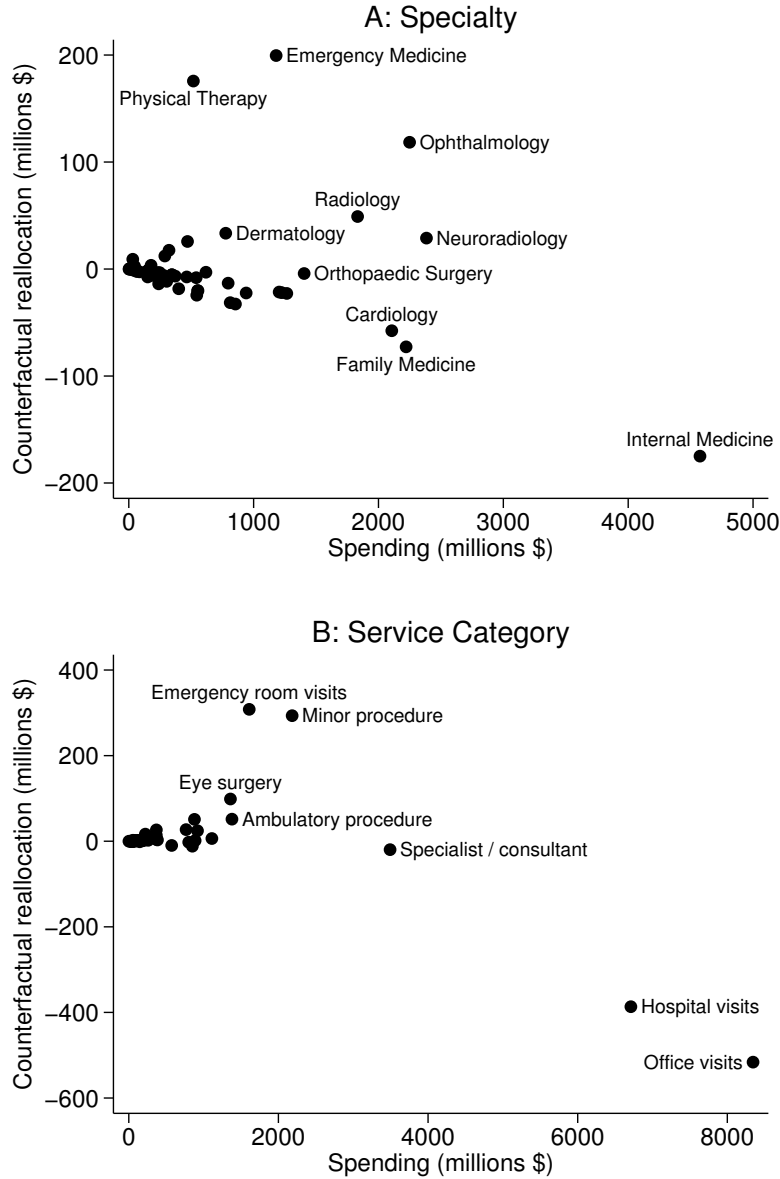 A: Specialty
Counterfactual reallocation (millions $)
200
100
0
−100
−200
Emergency Medicine
Physical Therapy
Ophthalmology
Radiology
Dermatology
Neuroradiology
Orthopaedic Surgery
Cardiology
Family Medicine
Internal Medicine
0 1000 2000 3000 4000 5000
Spending (millions $)
B: Service Category
Counterfactual reallocation (millions $)
400
200
0
−200
−400
−600
Emergency room visits
Minor procedure
Eye surgery
Ambulatory procedure
Specialist / consultant
Hospital visits
Office visits
0 2000 4000 6000 8000
Spending (millions $)